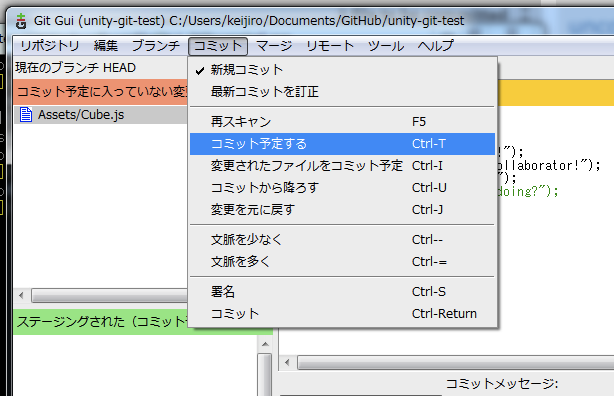 Git Gui (unity-git-test) C:/Users/keijiro/Documents/GitHub/unity-git-test
リポジトリ 編集 ブランチ コミット マージ リモート ツール ヘルプ
現在のブランチ HEAD
コミット予定に入っていない変
Assets/Cube.js
新規コミット
最新コミットを訂正
再スキャン F5
コミット予定する Ctrl-T
変更されたファイルをコミット予定 Ctrl-I
コミットから降ろす Ctrl-U
変更を元に戻す Ctrl-J
文脈を少なく Ctrl--
文脈を多く Ctrl-=
署名 Ctrl-S
コミット Ctrl-Return
!");
ollaborator!");
");
doing?");
ステージングされた（コミット
コミットメッセージ: